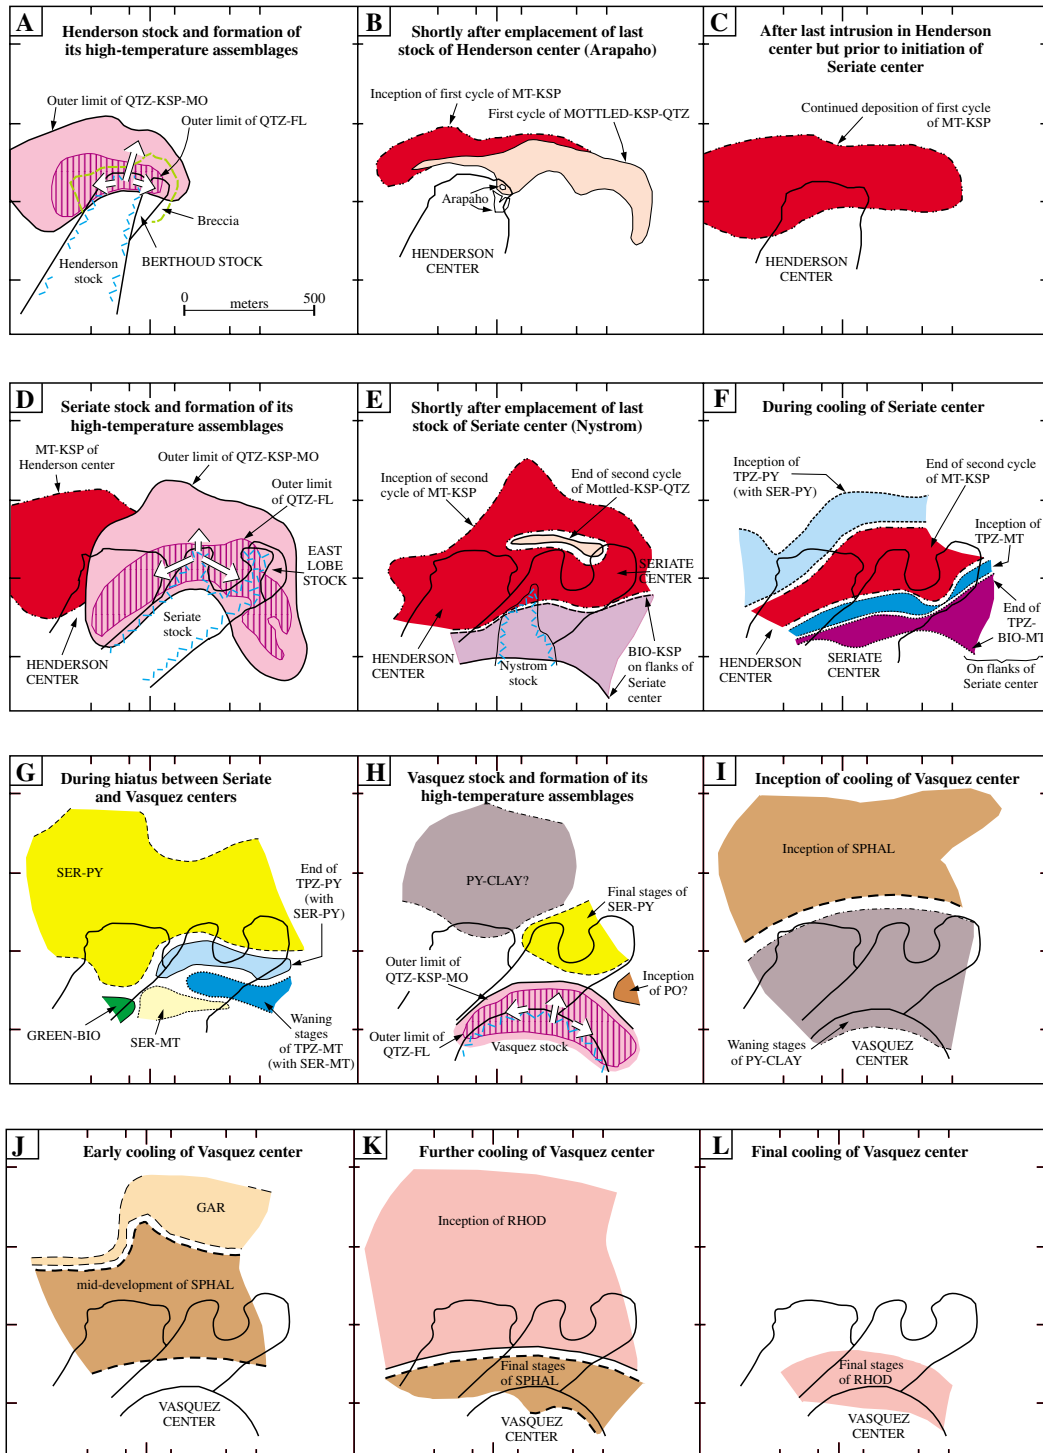 A
Henderson stock and formation of
its high-temperature assemblages
Outer limit of QTZ-KSP-MO
Outer limit of QTZ-FL
Breccia
Henderson
stock
BERTHOUD STOCK
0
500
meters
B
Shortly after emplacement of last
stock of Henderson center (Arapaho)
Inception of first cycle of MT-KSP
First cycle of MOTTLED-KSP-QTZ
Arapaho
HENDERSON
CENTER
C
After last intrusion in Henderson
center but prior to initiation of
Seriate center
Continued deposition of first cycle
of MT-KSP
HENDERSON
CENTER
D
Seriate stock and formation of its
high-temperature assemblages
MT-KSP of
Henderson center
Outer limit of QTZ-KSP-MO
Outer limit
of QTZ-FL
EAST
LOBE
STOCK
Seriate
stock
HENDERSON
CENTER
E
Shortly after emplacement of last
stock of Seriate center (Nystrom)
Inception of second
cycle of MT-KSP
End of second cycle
of Mottled-KSP-QTZ
SERIATE
CENTER
HENDERSON
CENTER
Nystrom
stock
BIO-KSP
on flanks of
Seriate
center
F
During cooling of Seriate center
Inception of
TPZ-PY
(with SER-PY)
End of second cycle
of MT-KSP
Inception of
TPZ-MT
End of
TPZ-
BIO-MT
HENDERSON
CENTER
SERIATE
CENTER
On flanks of
Seriate center
G
During hiatus between Seriate
and Vasquez centers
SER-PY
End of
TPZ-PY
(with
SER-PY)
GREEN-BIO
SER-MT
Waning
stages
of TPZ-MT
(with SER-MT)
H
Vasquez stock and formation of its
high-temperature assemblages
PY-CLAY?
Final stages of
SER-PY
Outer limit of
QTZ-KSP-MO
Inception
of PO?
Outer limit of
QTZ-FL
Vasquez stock
I
Inception of cooling of Vasquez center
Inception of SPHAL
Waning stages
of PY-CLAY
VASQUEZ
CENTER
J
Early cooling of Vasquez center
GAR
mid-development of SPHAL
VASQUEZ
CENTER
K
Further cooling of Vasquez center
Inception of RHOD
Final stages
of SPHAL
VASQUEZ
CENTER
L
Final cooling of Vasquez center
Final stages
of RHOD
VASQUEZ
CENTER